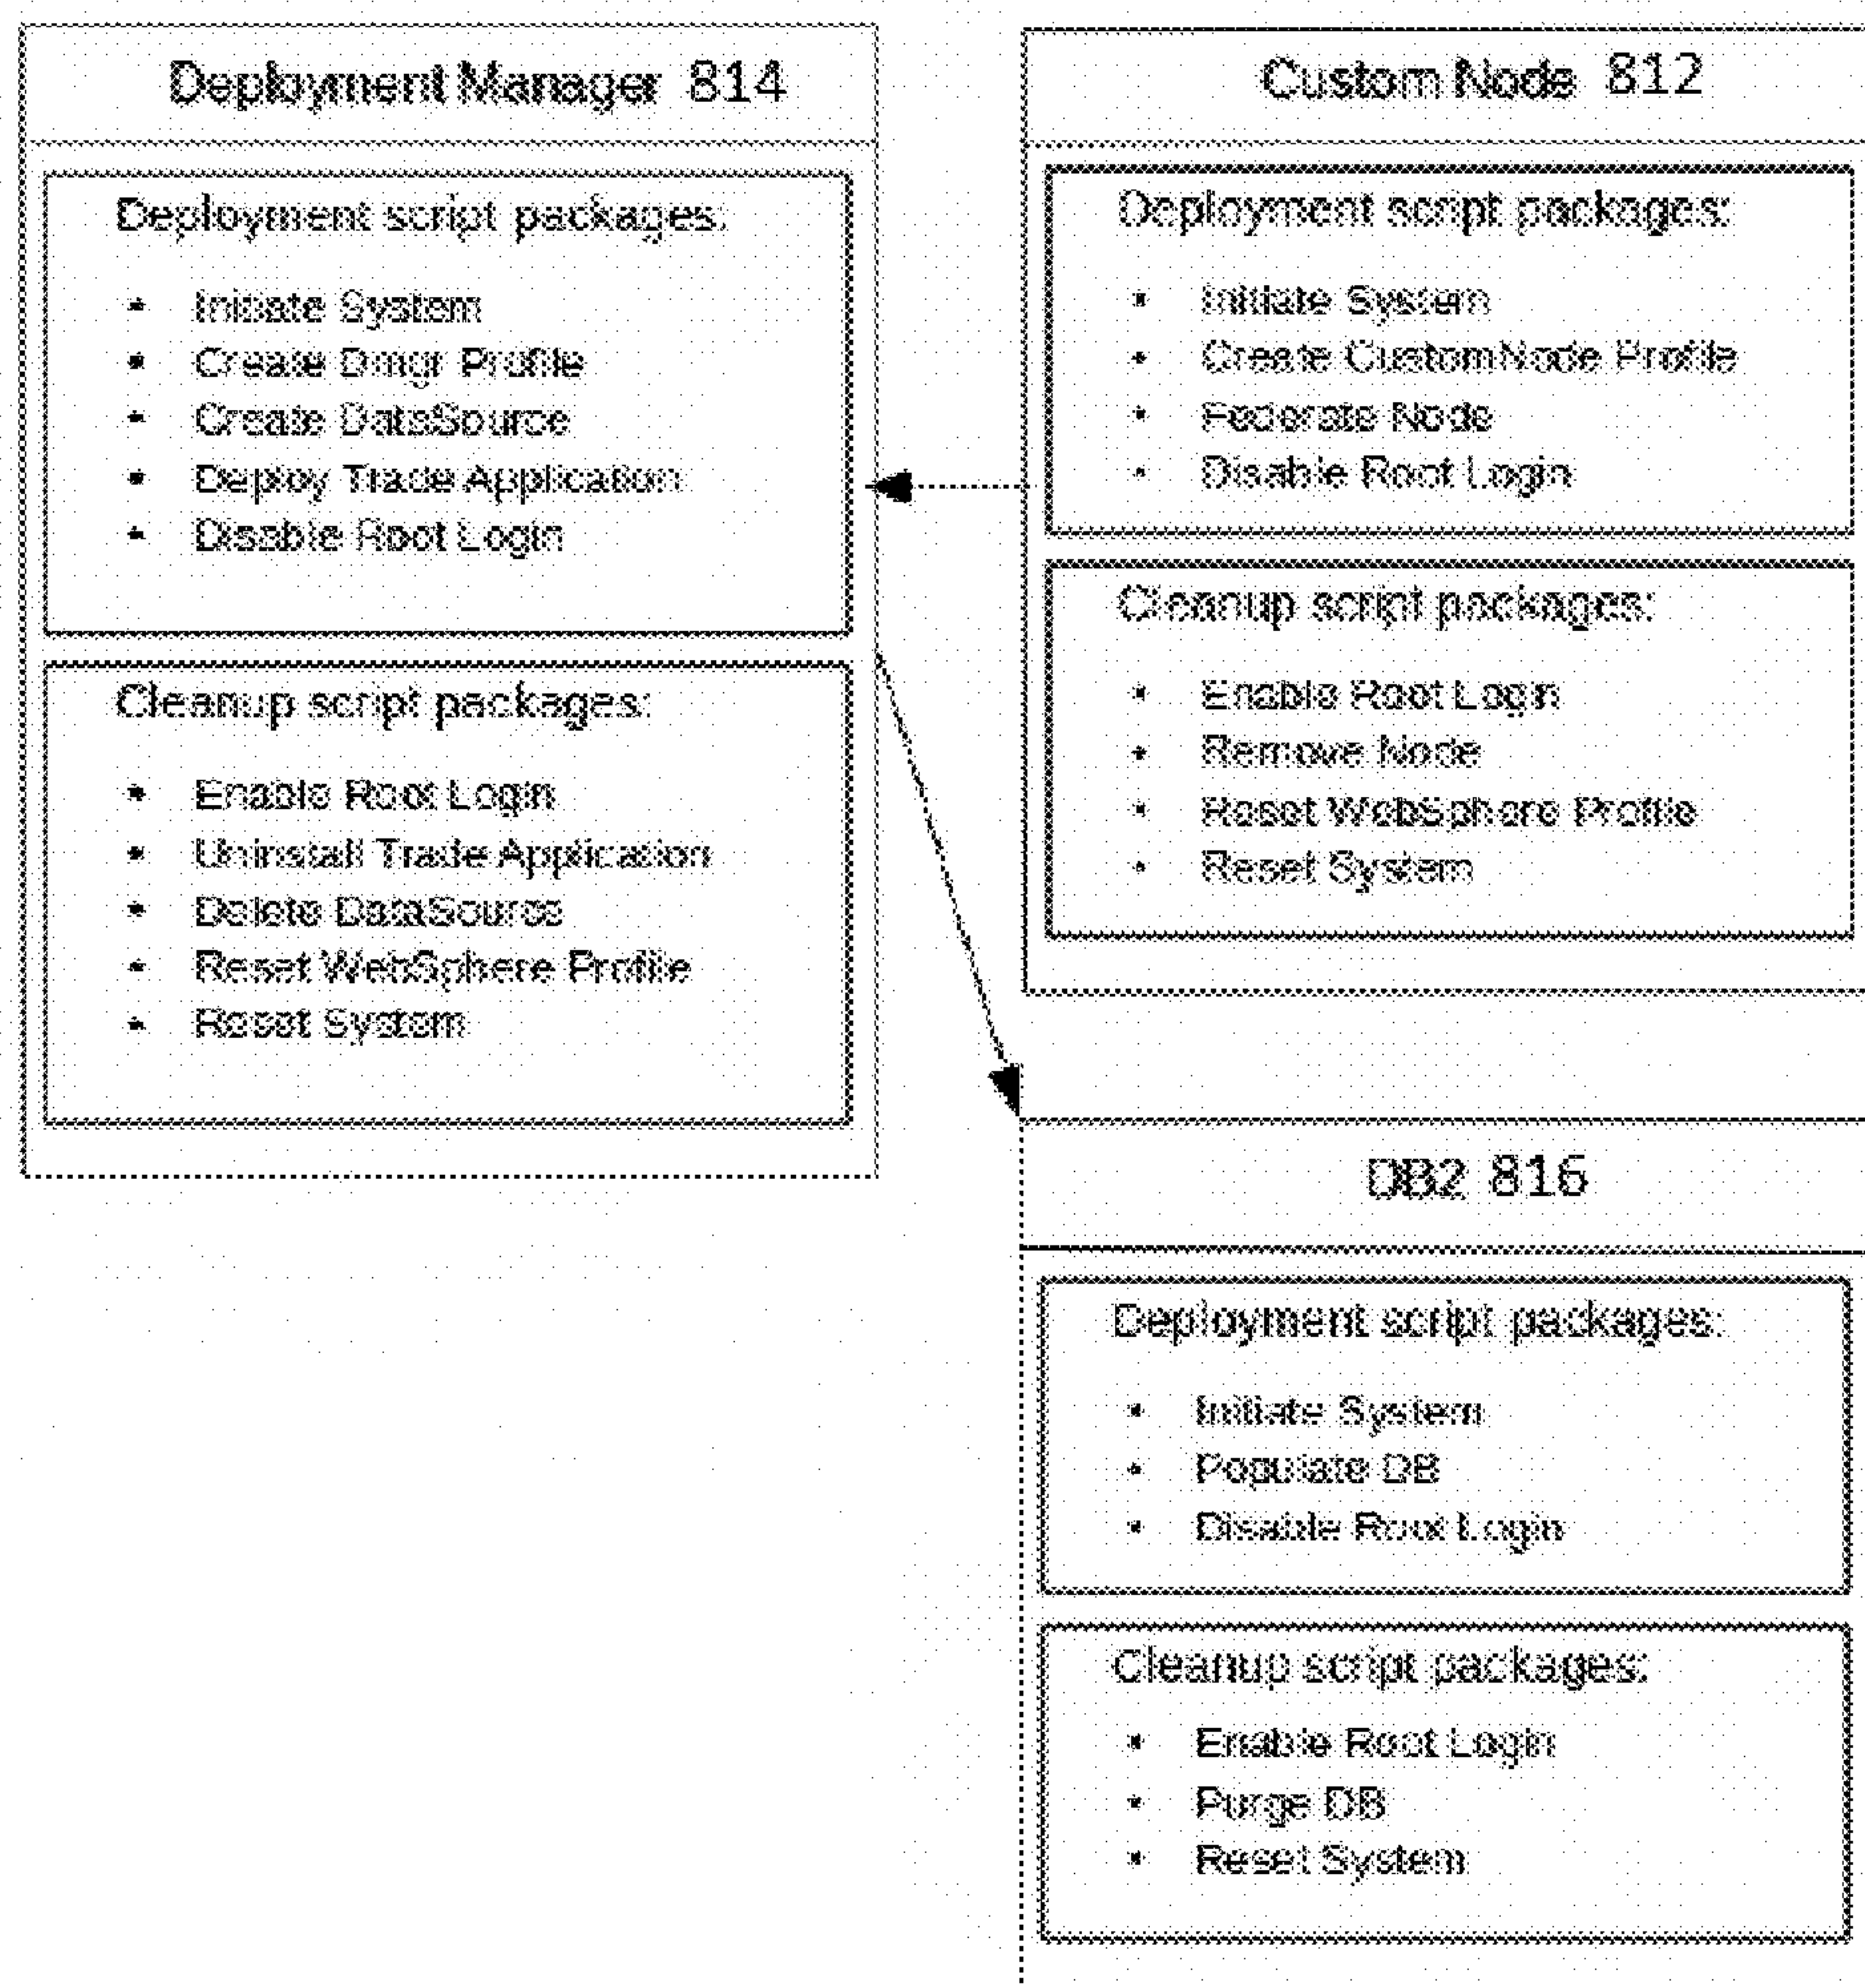 Deployment Manager 814
Deployment script packages:
• Initiate System
• Create Dmgr Profile
• Create DataSource
• Deploy Trade Application
• Disable Root Login
Cleanup script packages:
• Enable Root Login
• Uninstall Trade Application
• Delete DataSource
• Reset WebSphere Profile
• Reset System
Custom Node 812
Deployment script packages:
• Initiate System
• Create CustomNode Profile
• Federate Node
• Disable Root Login
Cleanup script packages:
• Enable Root Login
• Remove Node
• Reset WebSphere Profile
• Reset System
DB2 816
Deployment script packages:
• Initiate System
• Populate DB
• Disable Root Login
Cleanup script packages:
• Enable Root Login
• Purge DB
• Reset System